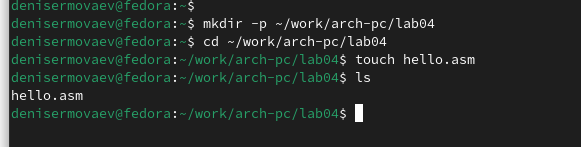 denisermovaev@fedora:~$
denisermovaev@fedora:~$ mkdir -p ~/work/arch-pc/lab04
denisermovaev@fedora:~$ cd ~/work/arch-pc/lab04
denisermovaev@fedora:~/work/arch-pc/lab04$ touch hello.asm
denisermovaev@fedora:~/work/arch-pc/lab04$ ls
hello.asm
denisermovaev@fedora:~/work/arch-pc/lab04$